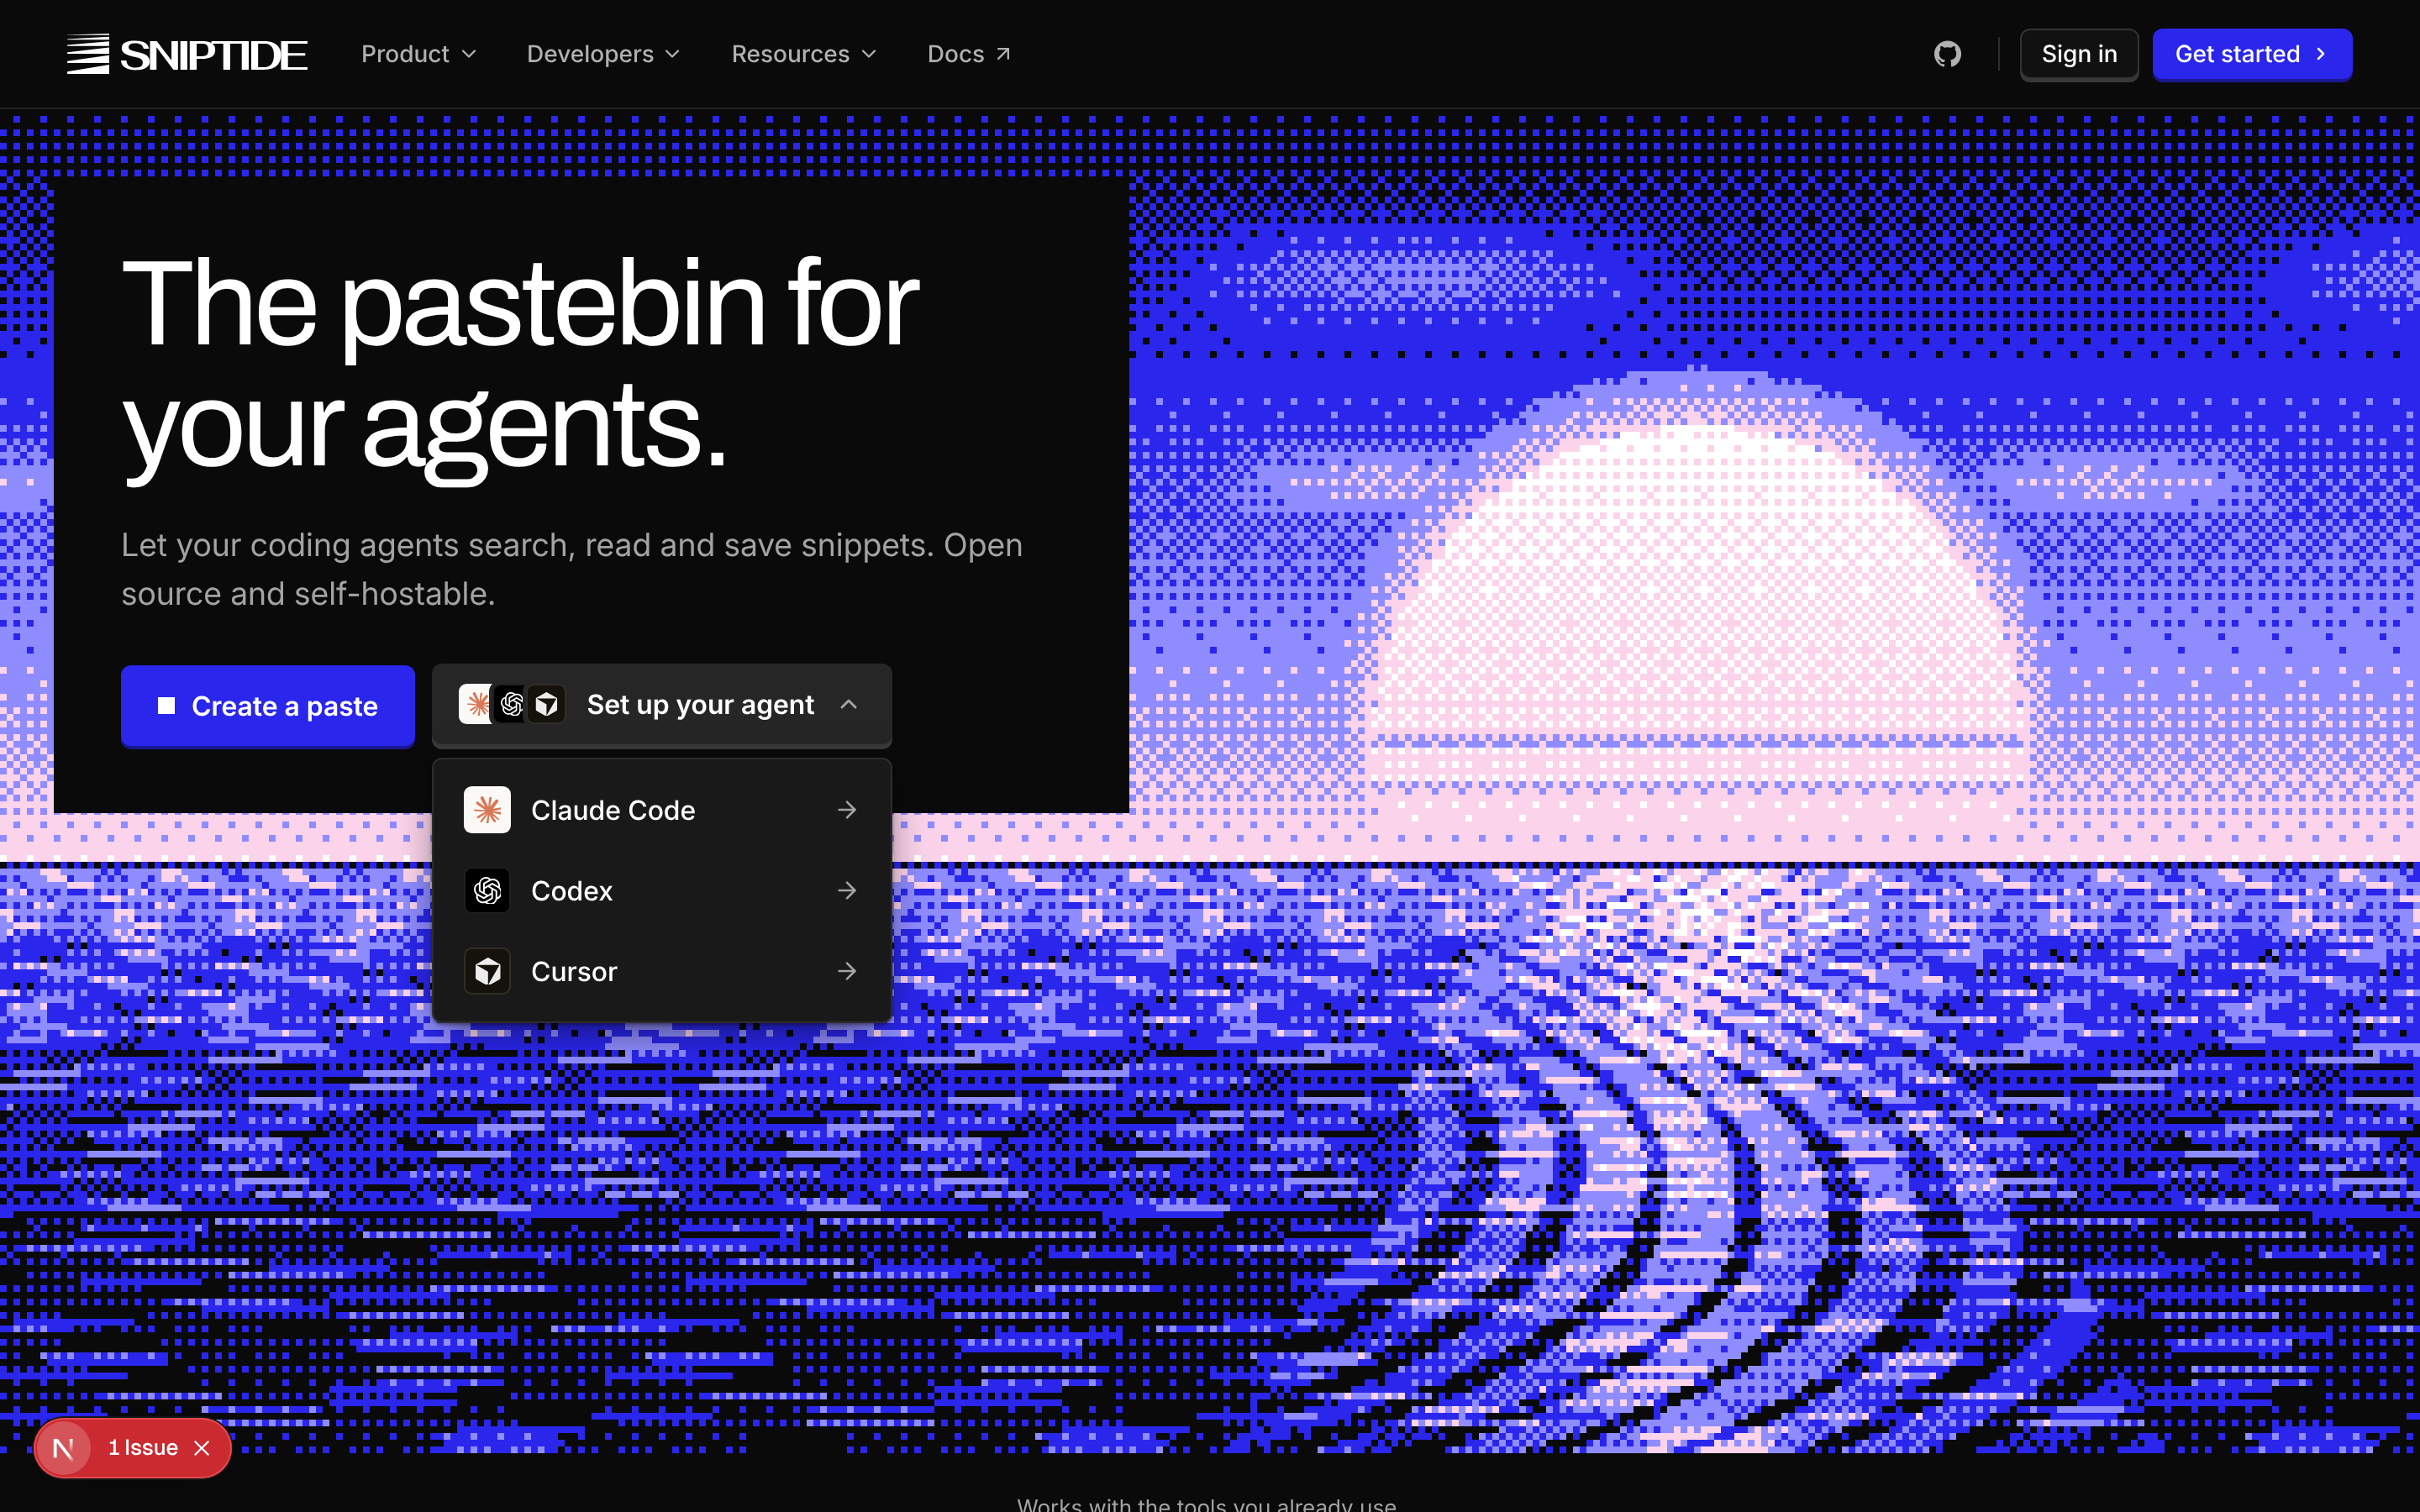 SNIPTIDE
Product
Developers
Resources
Docs
Sign in
Get started
The pastebin for
your agents.
Let your coding agents search, read and save snippets. Open
source and self-hostable.
Create a paste
Set up your agent
Claude Code
Codex
Cursor
N
1 Issue
Works with the tools you already use